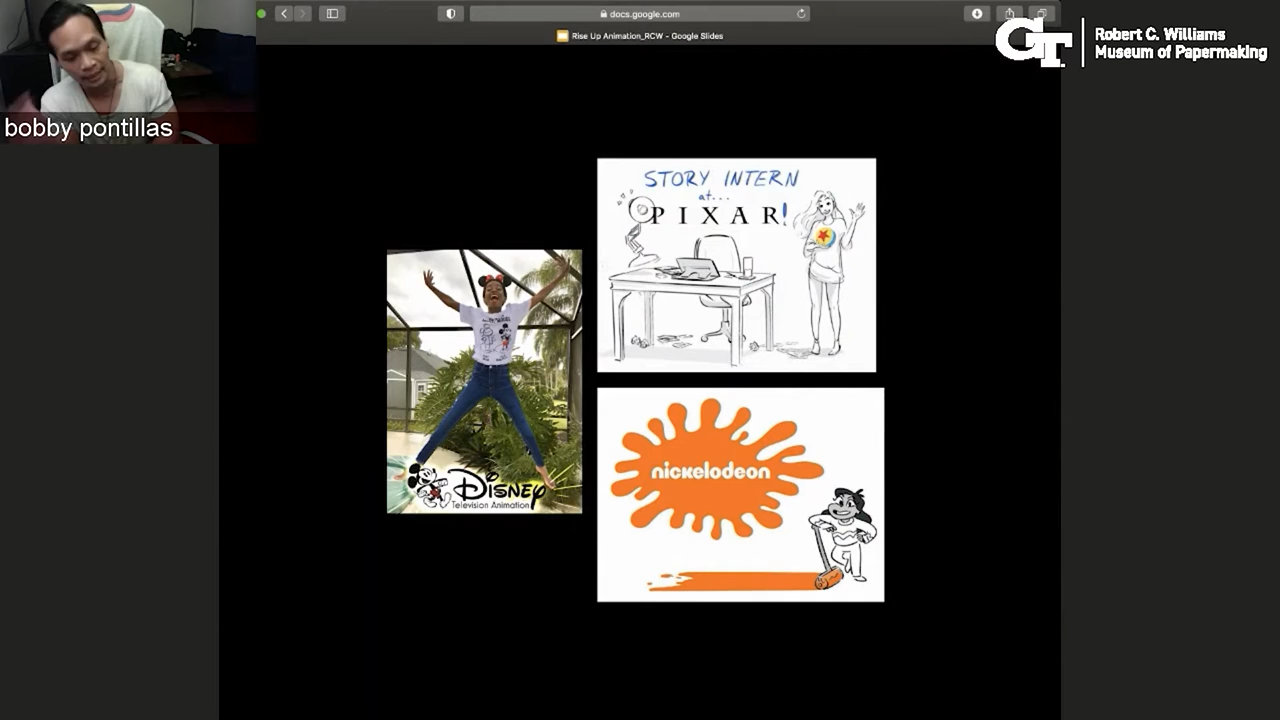 docs.google.com
Rise Up Animation_RCW - Google Slides
Robert C. Williams
Museum of Papermaking
GT
bobby pontillas
STORY INTERN
at...
PIXAR!
Disney
Television Animation
nickelodeon